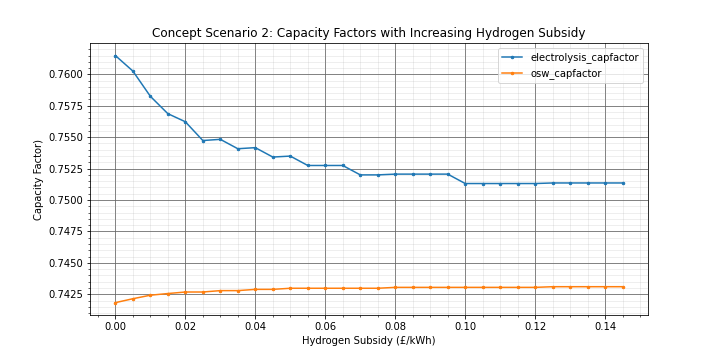 Concept Scenario 2: Capacity Factors with Increasing Hydrogen Subsidy
electrolysis_capfactor
osw_capfactor
Capacity Factor)
0.7600
0.7575
0.7550
0.7525
0.7500
0.7475
0.7450
0.7425
0.00 0.02 0.04 0.06 0.08 0.10 0.12 0.14
Hydrogen Subsidy (£/kWh)